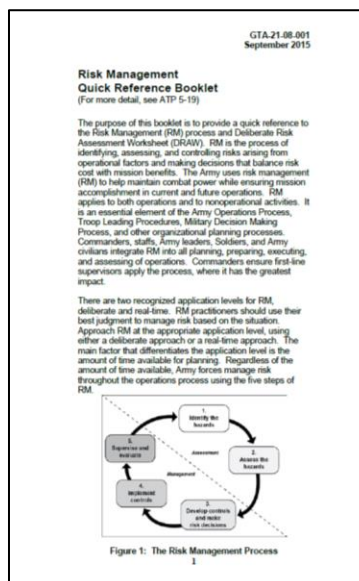 GTA-21-08-001
September 2015
Risk Management
Quick Reference Booklet
(For more detail, see ATP 5-19)
The purpose of this booklet is to provide a quick reference to
the Risk Management (RM) process and Deliberate Risk
Assessment Worksheet (DRAW). RM is the process of
identifying, assessing, and controlling risks arising from
operational factors and making decisions that balance risk
cost with mission benefits. The Army uses risk management
(RM) to help maintain combat power while ensuring mission
accomplishment in current and future operations. RM
applies to both operations and to nonoperational activities. It
is an essential element of the Army Operations Process,
Troop Leading Procedures, Military Decision Making
Process, and other organizational planning processes.
Commanders, staffs, Army leaders, Soldiers, and Army
civilians integrate RM into all planning, preparing, executing,
and assessing of operations. Commanders ensure first-line
supervisors apply the process, where it has the greatest
impact.
There are two recognized application levels for RM,
deliberate and real-time. RM practitioners should use their
best judgment to manage risk based on the situation.
Approach RM at the appropriate application level, using
either a deliberate approach or a real-time approach. The
main factor that differentiates the application level is the
amount of time available for planning. Regardless of the
amount of time available, Army forces manage risk
throughout the operations process using the five steps of
RM.
1.
Identify the
hazards
5.
Supervise and
evaluate
Assessment
2.
Assess the
hazards
Management
4.
Implement
controls
3.
Develop controls
and make
risk decisions
Figure 1: The Risk Management Process
1